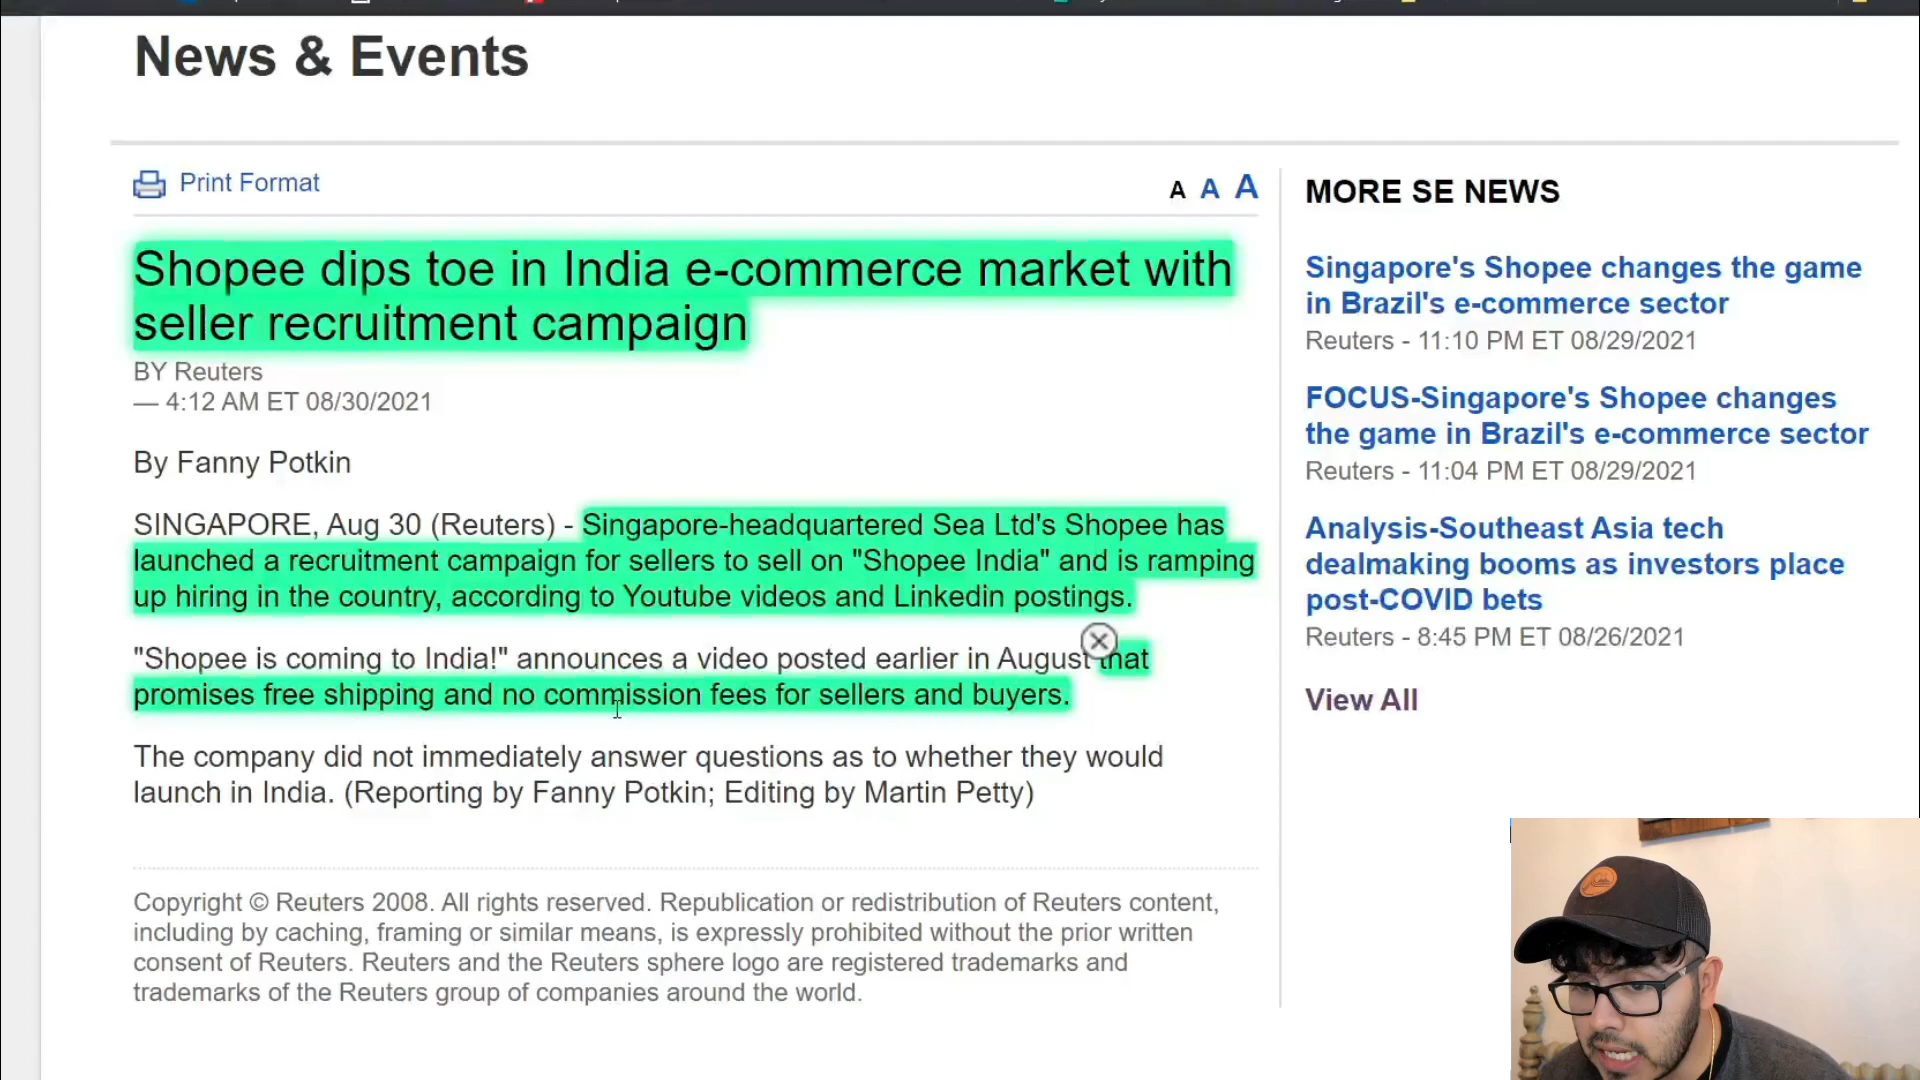 News & Events
Print Format
A A A
Shopee dips toe in India e-commerce market with
seller recruitment campaign
BY Reuters
— 4:12 AM ET 08/30/2021
By Fanny Potkin
SINGAPORE, Aug 30 (Reuters) - Singapore-headquartered Sea Ltd's Shopee has
launched a recruitment campaign for sellers to sell on "Shopee India" and is ramping
up hiring in the country, according to Youtube videos and Linkedin postings.
"Shopee is coming to India!" announces a video posted earlier in August that
promises free shipping and no commission fees for sellers and buyers.
The company did not immediately answer questions as to whether they would
launch in India. (Reporting by Fanny Potkin; Editing by Martin Petty)
Copyright © Reuters 2008. All rights reserved. Republication or redistribution of Reuters content,
including by caching, framing or similar means, is expressly prohibited without the prior written
consent of Reuters. Reuters and the Reuters sphere logo are registered trademarks and
trademarks of the Reuters group of companies around the world.
MORE SE NEWS
Singapore's Shopee changes the game
in Brazil's e-commerce sector
Reuters - 11:10 PM ET 08/29/2021
FOCUS-Singapore's Shopee changes
the game in Brazil's e-commerce sector
Reuters - 11:04 PM ET 08/29/2021
Analysis-Southeast Asia tech
dealmaking booms as investors place
post-COVID bets
Reuters - 8:45 PM ET 08/26/2021
View All